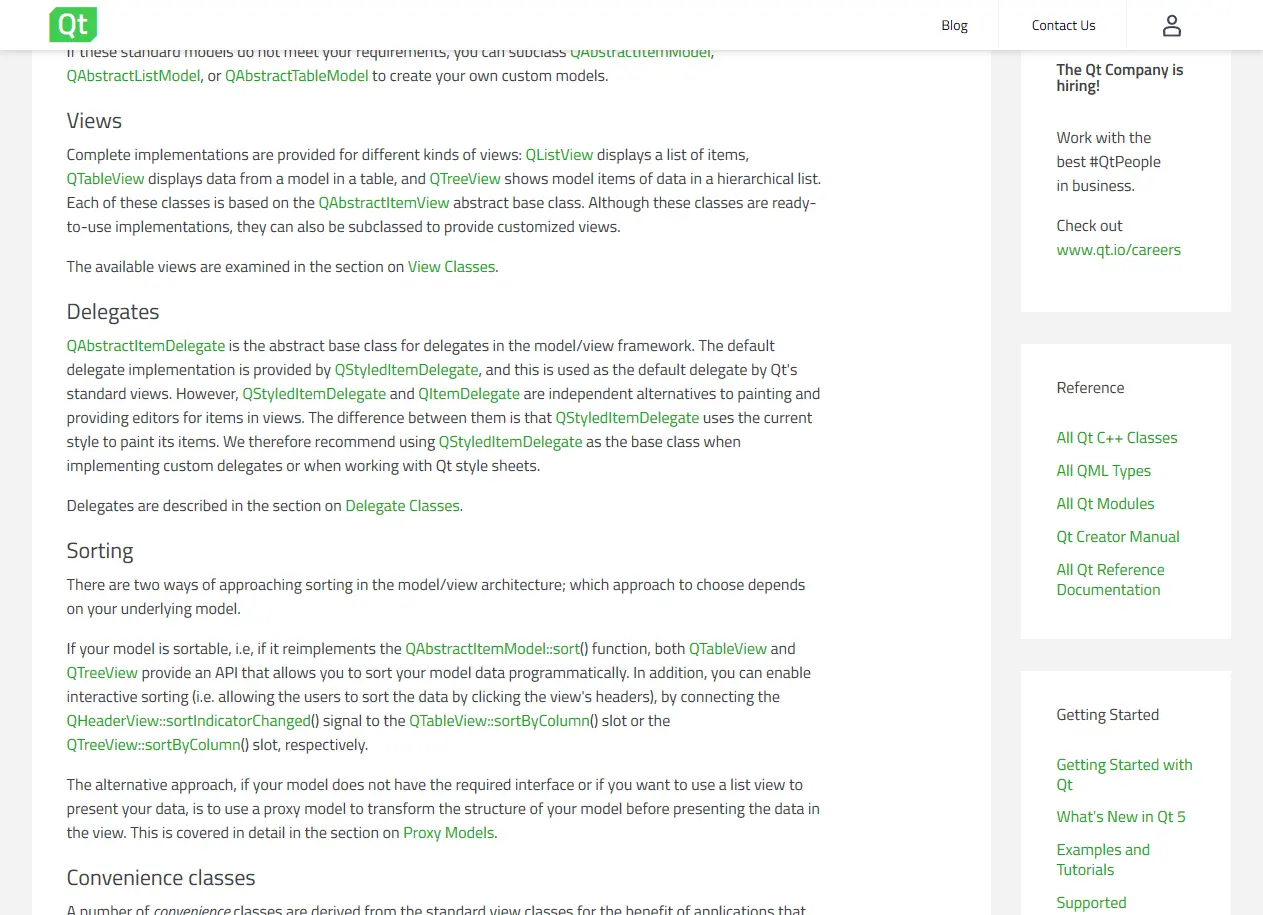 Qt
Blog
Contact Us
If these standard models do not meet your requirements, you can subclass QAbstractItemModel,
QAbstractListModel, or QAbstractTableModel to create your own custom models.
Views
Complete implementations are provided for different kinds of views: QListView displays a list of items,
QTableView displays data from a model in a table, and QTreeView shows model items of data in a hierarchical list.
Each of these classes is based on the QAbstractItemView abstract base class. Although these classes are ready-
to-use implementations, they can also be subclassed to provide customized views.
The available views are examined in the section on View Classes.
Delegates
QAbstractItemDelegate is the abstract base class for delegates in the model/view framework. The default
delegate implementation is provided by QStyledItemDelegate, and this is used as the default delegate by Qt's
standard views. However, QStyledItemDelegate and QItemDelegate are independent alternatives to painting and
providing editors for items in views. The difference between them is that QStyledItemDelegate uses the current
style to paint its items. We therefore recommend using QStyledItemDelegate as the base class when
implementing custom delegates or when working with Qt style sheets.
Delegates are described in the section on Delegate Classes.
Sorting
There are two ways of approaching sorting in the model/view architecture; which approach to choose depends
on your underlying model.
If your model is sortable, i.e, if it reimplements the QAbstractItemModel::sort() function, both QTableView and
QTreeView provide an API that allows you to sort your model data programmatically. In addition, you can enable
interactive sorting (i.e. allowing the users to sort the data by clicking the view's headers), by connecting the
QHeaderView::sortIndicatorChanged() signal to the QTableView::sortByColumn() slot or the
QTreeView::sortByColumn() slot, respectively.
The alternative approach, if your model does not have the required interface or if you want to use a list view to
present your data, is to use a proxy model to transform the structure of your model before presenting the data in
the view. This is covered in detail in the section on Proxy Models.
Convenience classes
A number of convenience classes are derived from the standard view classes for the benefit of applications that
The Qt Company is
hiring!
Work with the
best #QtPeople
in business.
Check out
www.qt.io/careers
Reference
All Qt C++ Classes
All QML Types
All Qt Modules
Qt Creator Manual
All Qt Reference
Documentation
Getting Started
Getting Started with
Qt
What's New in Qt 5
Examples and
Tutorials
Supported